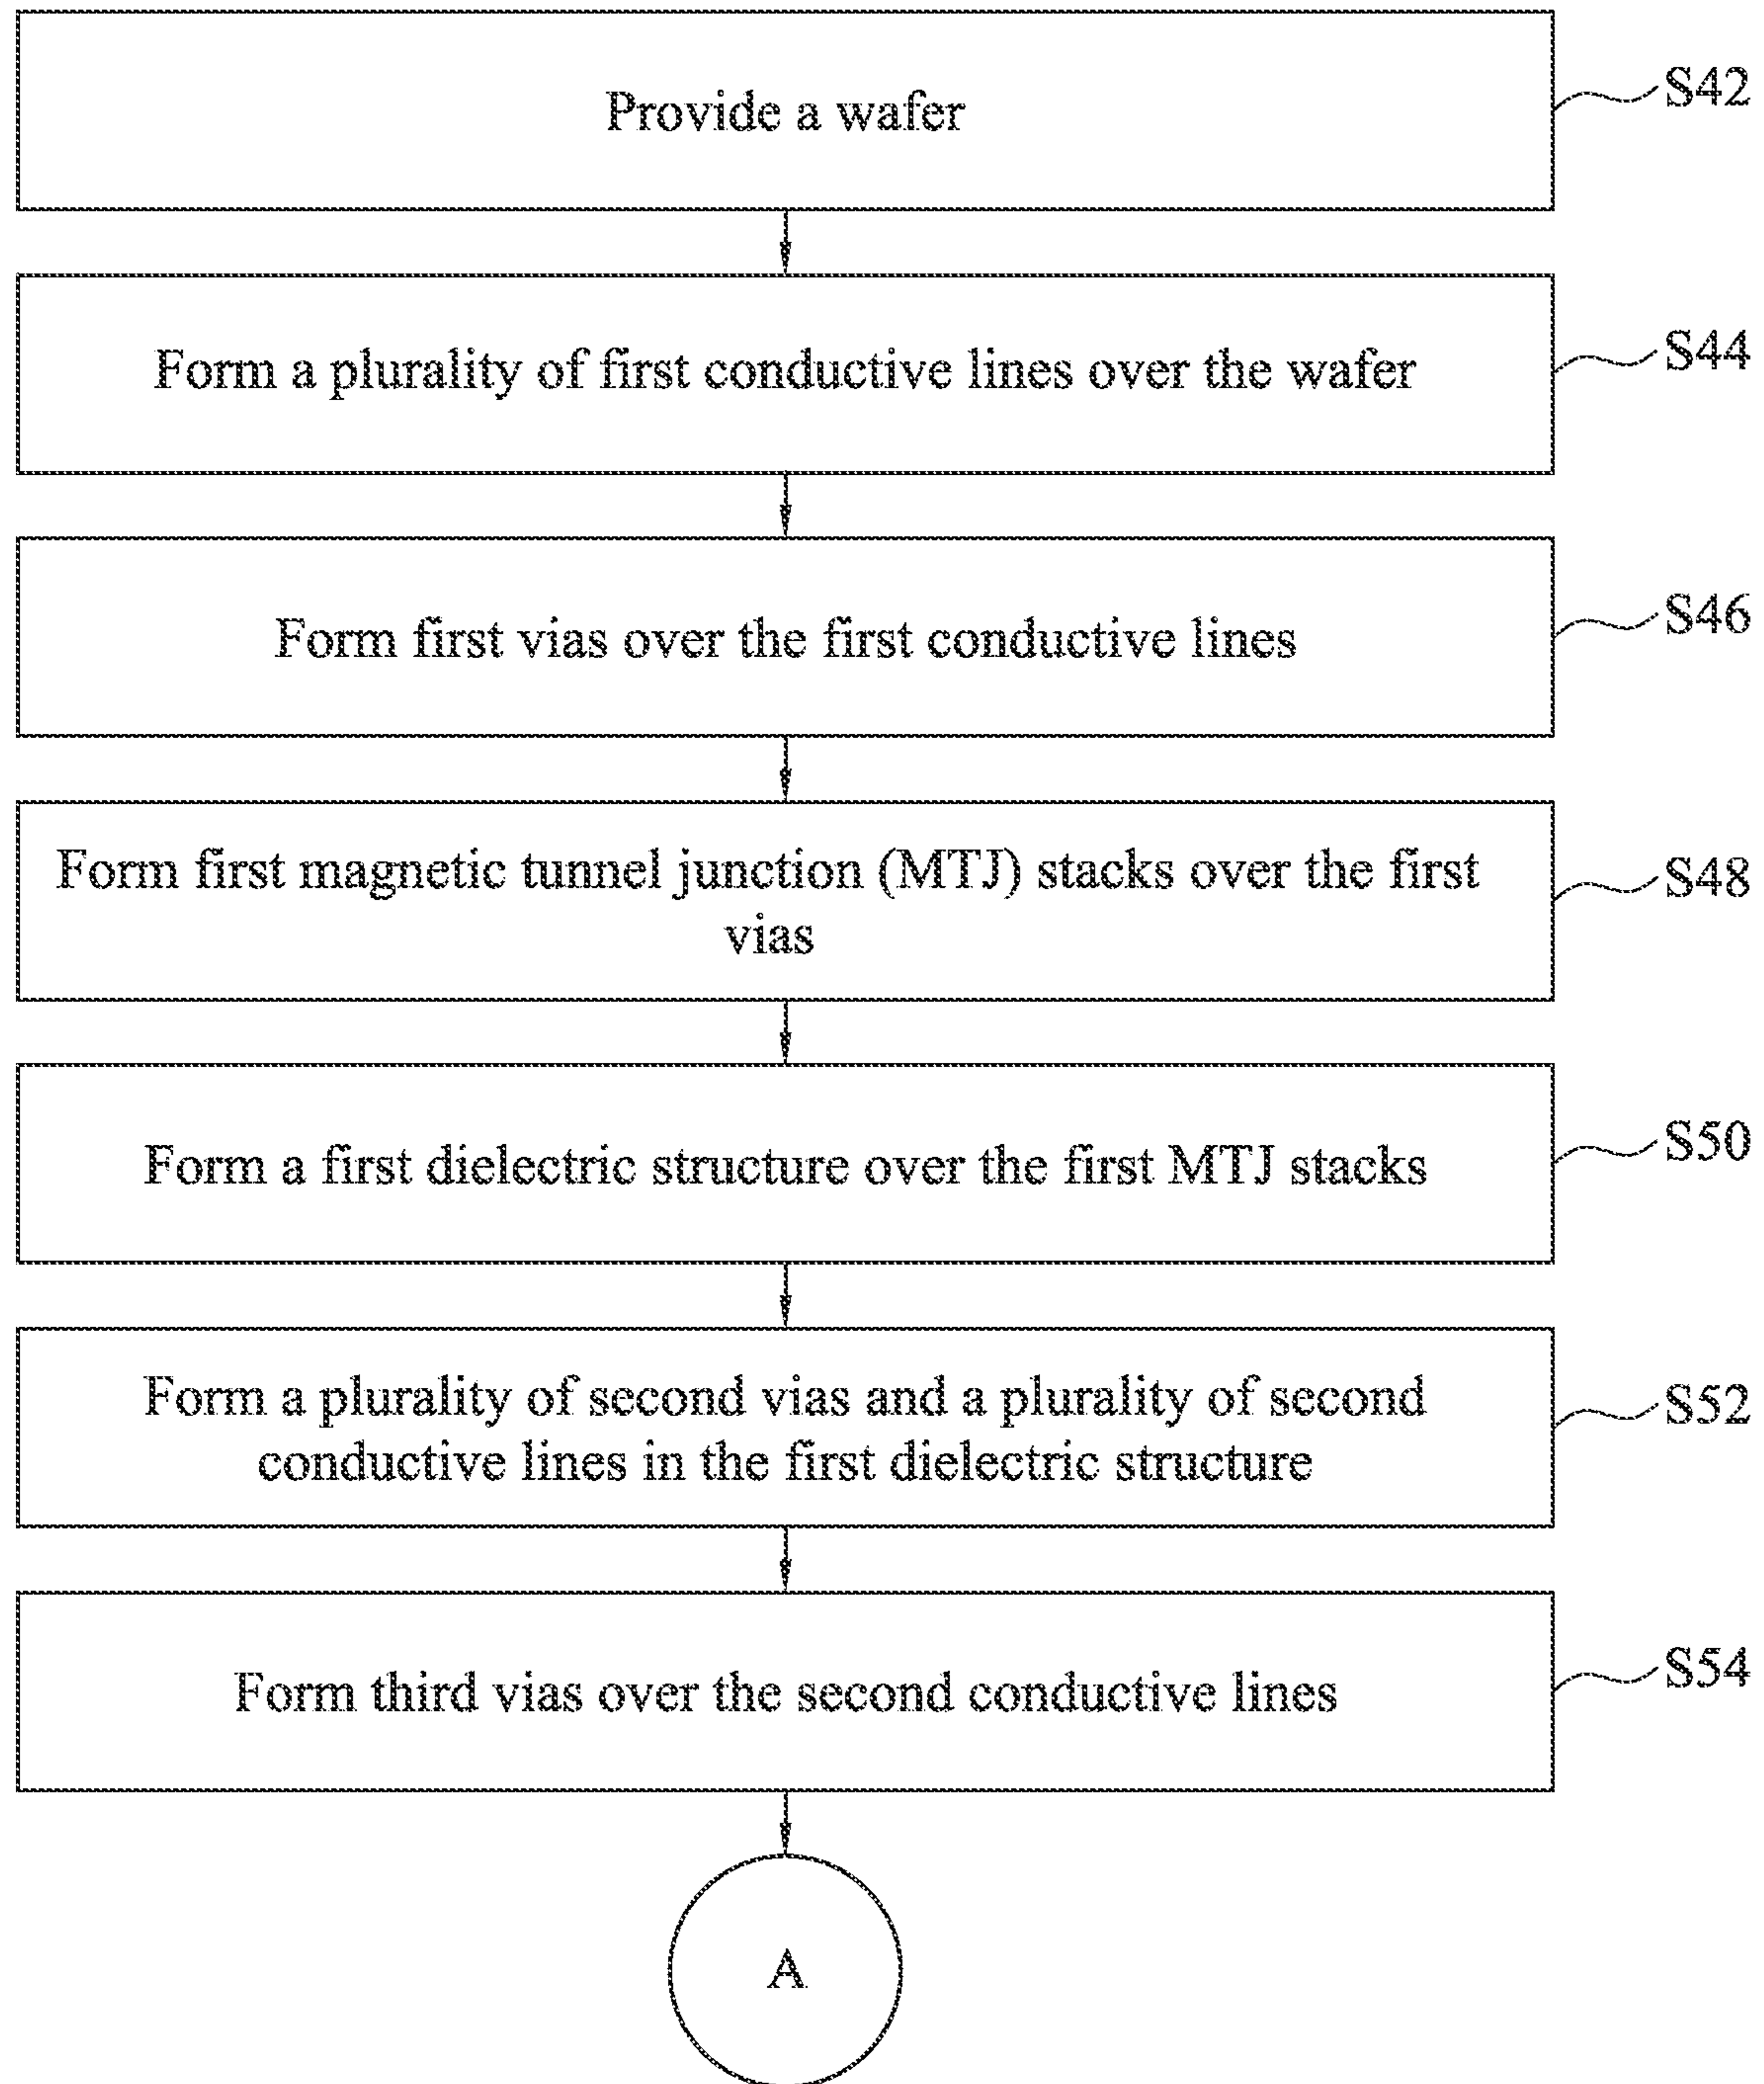 Provide a wafer
S42
Form a plurality of first conductive lines over the wafer
S44
Form first vias over the first conductive lines
S46
Form first magnetic tunnel junction (MTJ) stacks over the first
vias
S48
Form a first dielectric structure over the first MTJ stacks
S50
Form a plurality of second vias and a plurality of second
conductive lines in the first dielectric structure
S52
Form third vias over the second conductive lines
S54
A